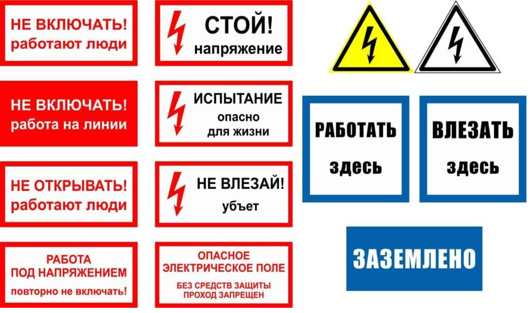 НЕ ВКЛЮЧАТЬ!
работают люди
СТОЙ!
напряжение
НЕ ВКЛЮЧАТЬ!
работа на линии
ИСПЫТАНИЕ
опасно
для жизни
РАБОТАТЬ
здесь
ВЛЕЗАТЬ
здесь
НЕ ОТКРЫВАТЬ!
работают люди
НЕ ВЛЕЗАЙ!
убъет
РАБОТА
ПОД НАПРЯЖЕНИЕМ
повторно не включать!
ОПАСНОЕ
ЭЛЕКТРИЧЕСКОЕ ПОЛЕ
БЕЗ СРЕДСТВ ЗАЩИТЫ
ПРОХОД ЗАПРЕЩЕН
ЗАЗЕМЛЕНО